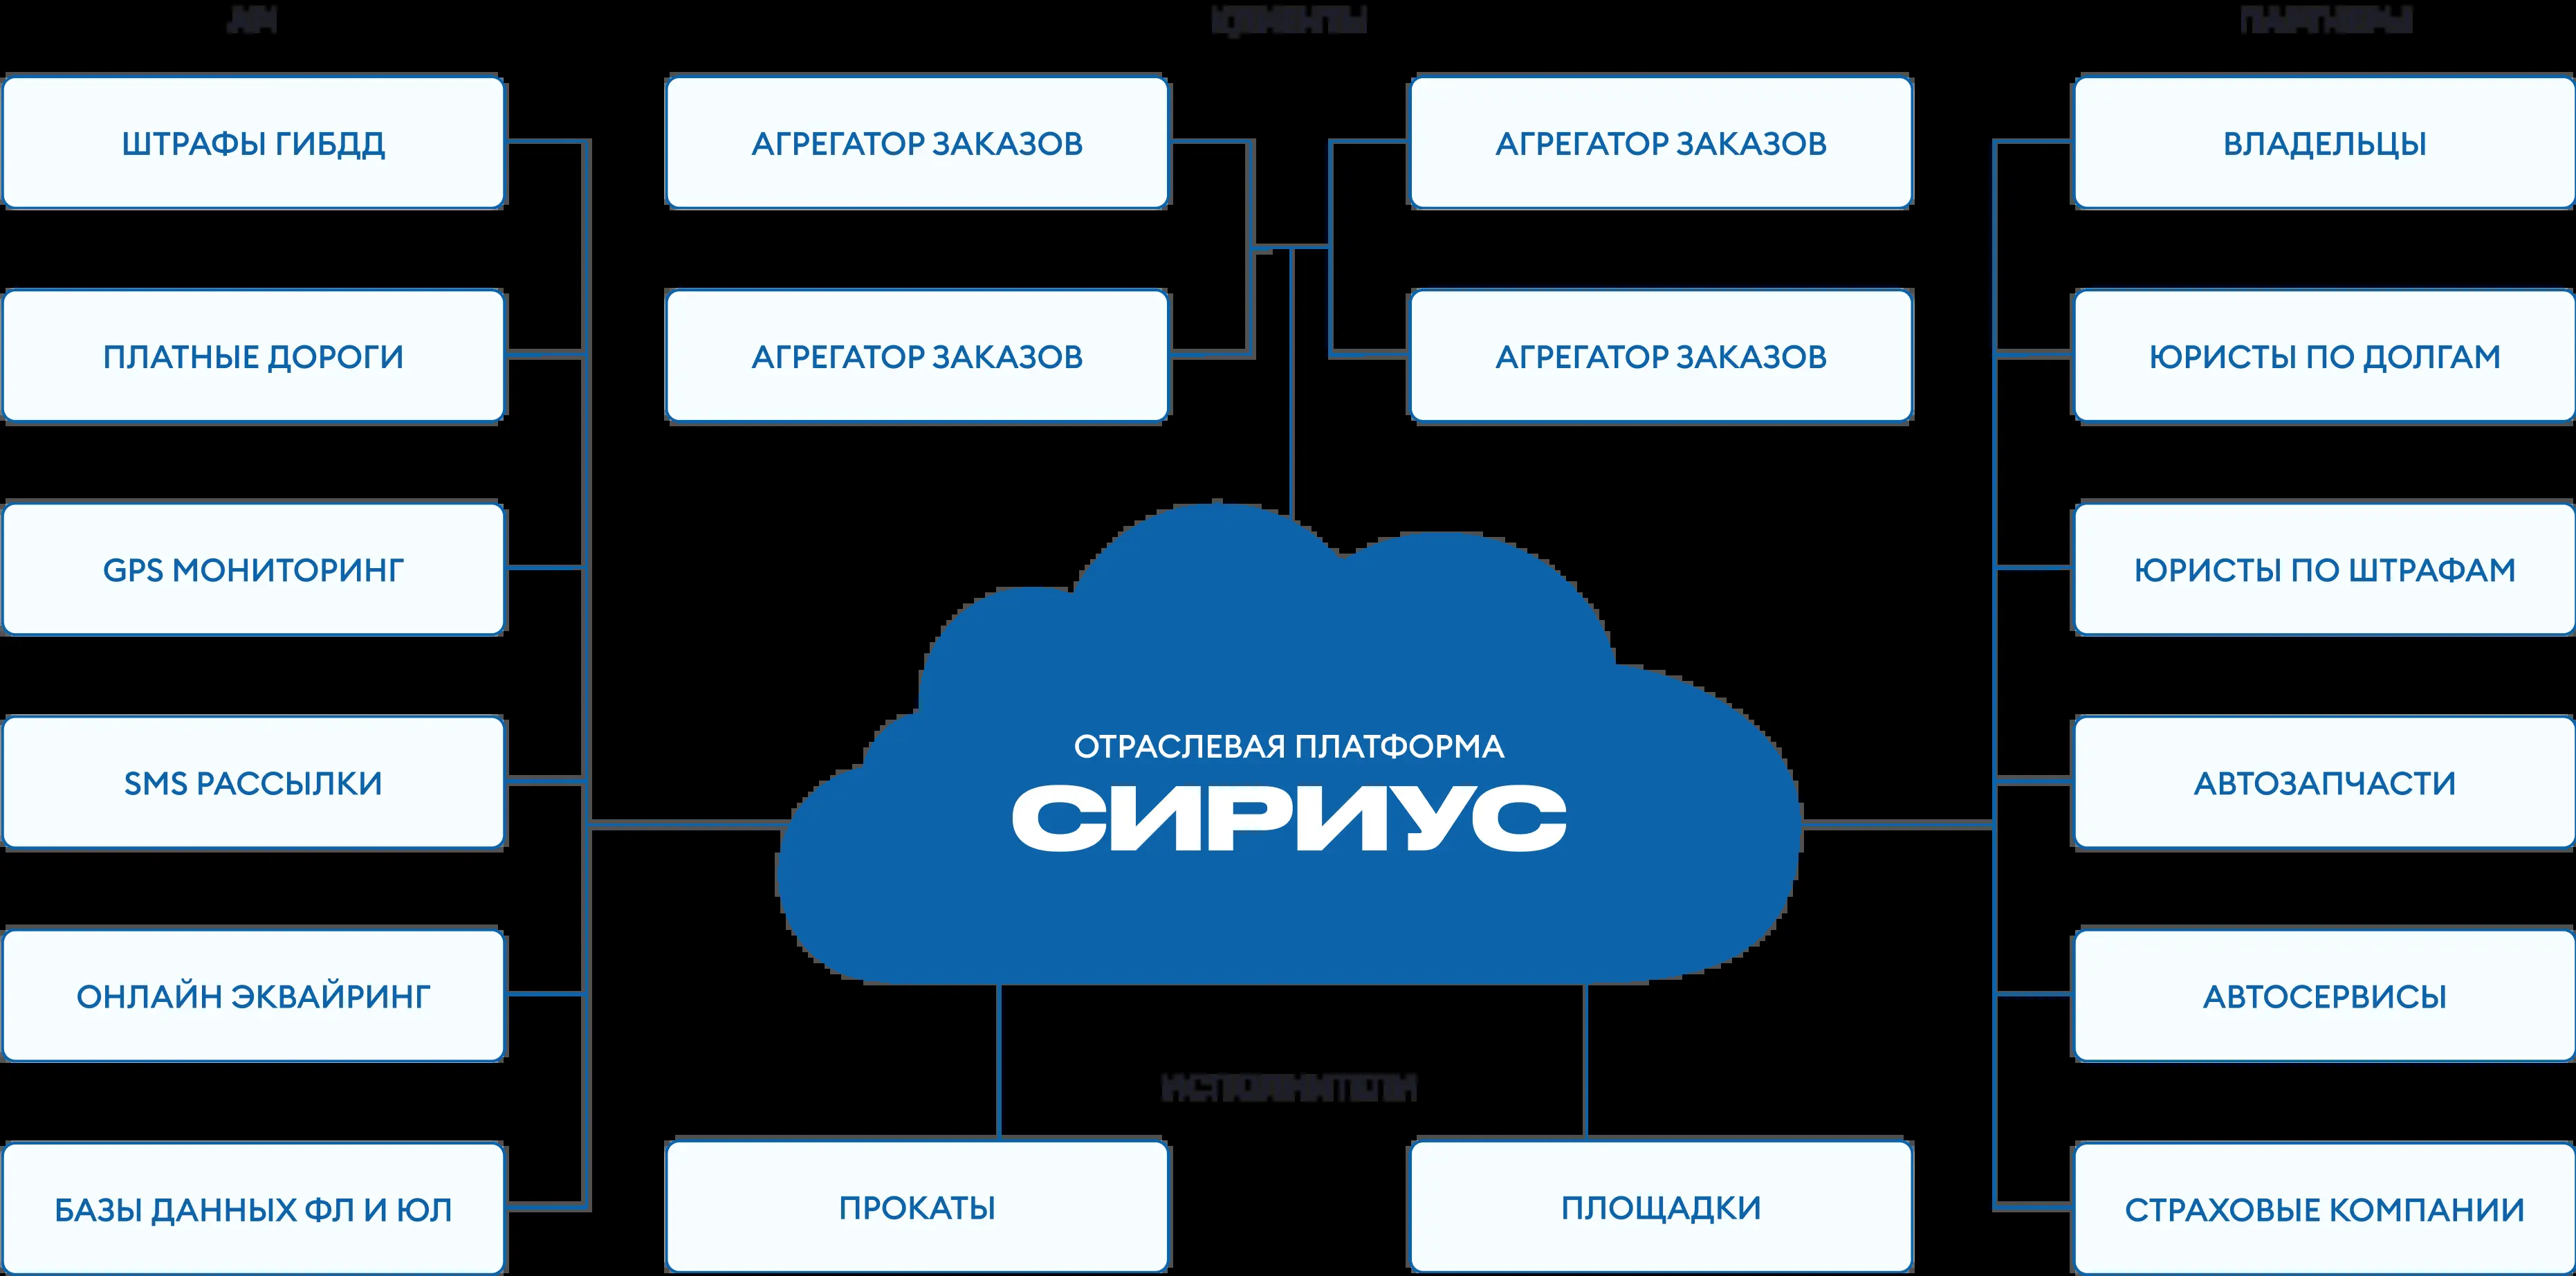 API
КЛИЕНТЫ
ПАРТНЕРЫ
ШТРАФЫ ГИБДД
АГРЕГАТОР ЗАКАЗОВ
АГРЕГАТОР ЗАКАЗОВ
ВЛАДЕЛЬЦЫ
ПЛАТНЫЕ ДОРОГИ
АГРЕГАТОР ЗАКАЗОВ
АГРЕГАТОР ЗАКАЗОВ
ЮРИСТЫ ПО ДОЛГАМ
GPS МОНИТОРИНГ
ЮРИСТЫ ПО ШТРАФАМ
ОТРАСЛЕВАЯ ПЛАТФОРМА
СИРИУС
SMS РАССЫЛКИ
АВТОЗАПЧАСТИ
ОНЛАЙН ЭКВАЙРИНГ
АВТОСЕРВИСЫ
ИСПОЛНИТЕЛИ
БАЗЫ ДАННЫХ ФЛ И ЮЛ
ПРОКАТЫ
ПЛОЩАДКИ
СТРАХОВЫЕ КОМПАНИИ